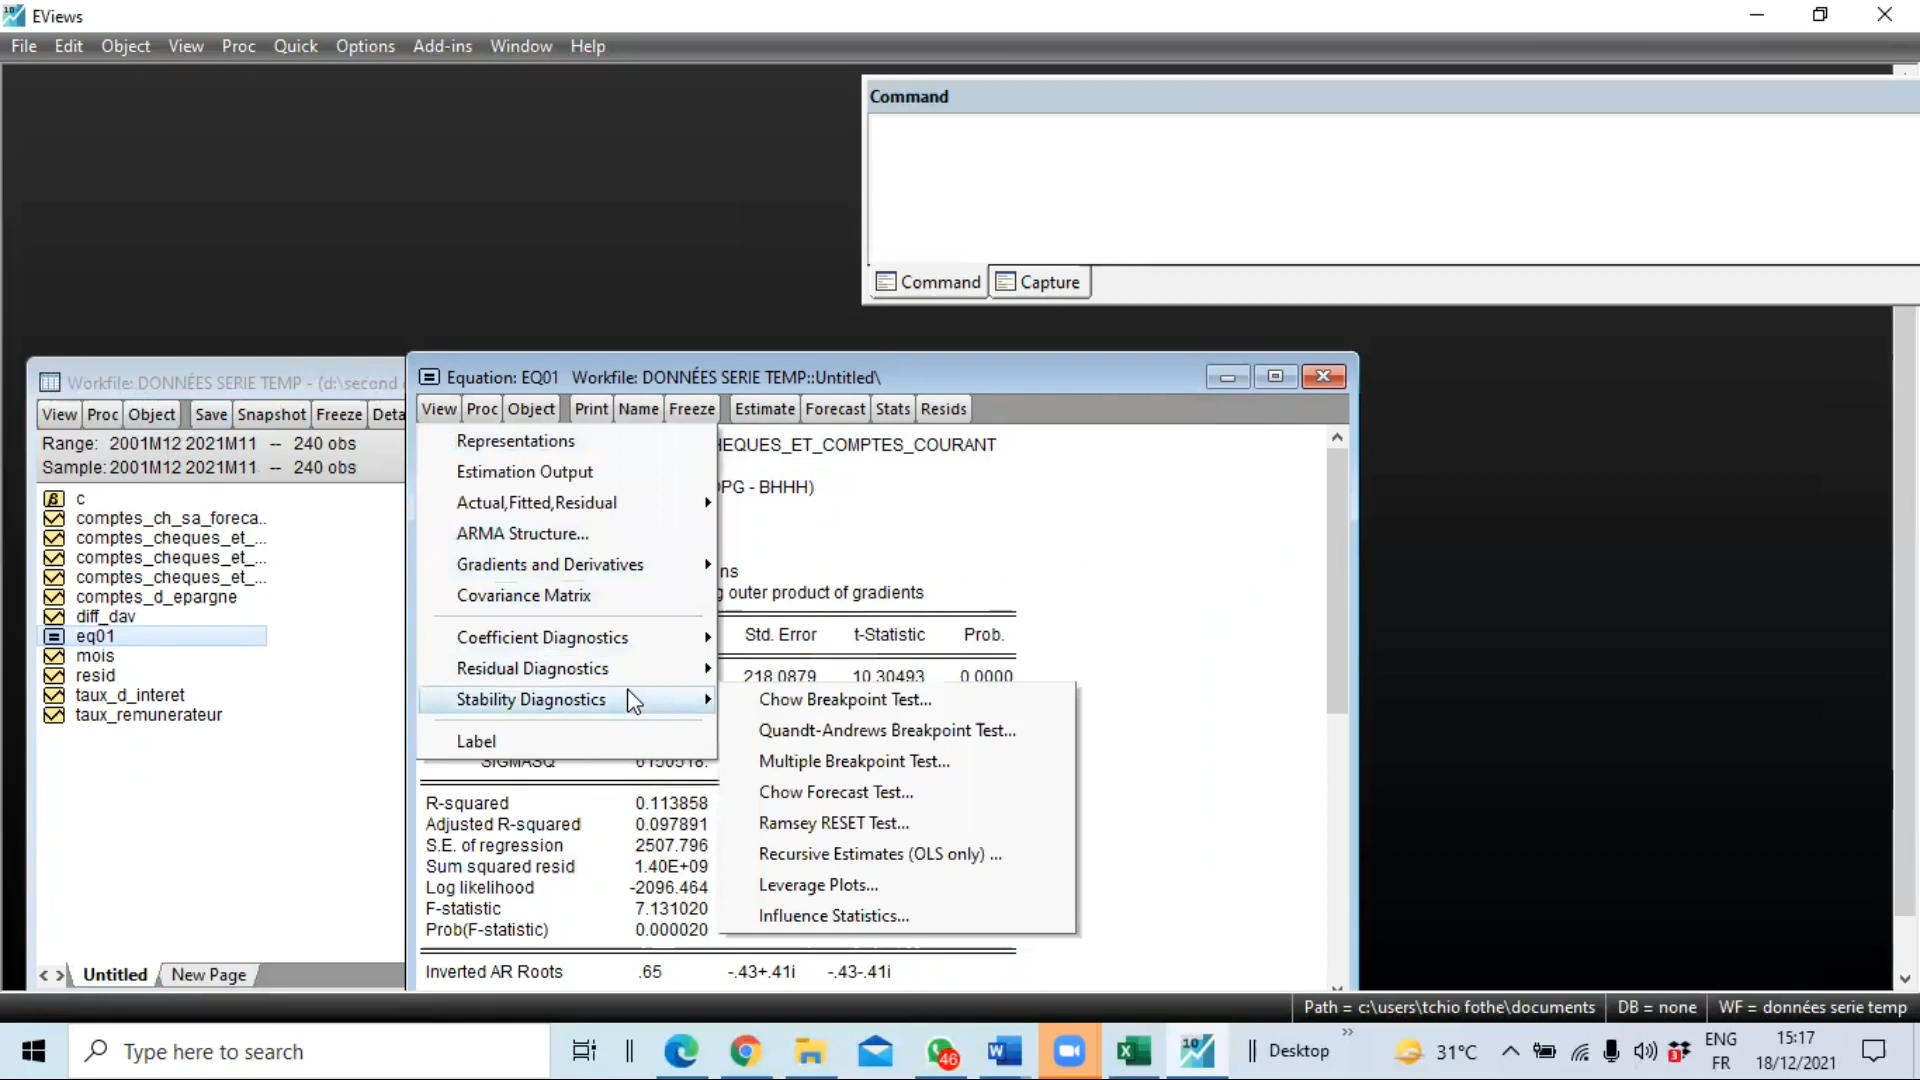 EViews
File Edit Object View Proc Quick Options Add-ins Window Help
Command
Command Capture
Workfile: DONNÉES SERIE TEMP - (d:\second
View Proc Object Save Snapshot Freeze Deta
Range: 2001M12 2021M11 -- 240 obs
Sample: 2001M12 2021M11 -- 240 obs
c
comptes_ch_sa_foreca..
comptes_cheques_et_...
comptes_cheques_et_...
comptes_cheques_et_...
comptes_d_epargne
diff_dav
eq01
mois
resid
taux_d_interet
taux_remunerateur
Untitled New Page
Equation: EQ01 Workfile: DONNÉES SERIE TEMP::Untitled\
View Proc Object Print Name Freeze Estimate Forecast Stats Resids
HEQUES_ET_COMPTES_COURANT
OPG - BHHH)
ns
g outer product of gradients
Std. Error t-Statistic Prob.
218.0879 10.30493 0.0000
Representations
Estimation Output
Actual,Fitted,Residual
ARMA Structure...
Gradients and Derivatives
Covariance Matrix
Coefficient Diagnostics
Residual Diagnostics
Stability Diagnostics
Label
Chow Breakpoint Test...
Quandt-Andrews Breakpoint Test...
Multiple Breakpoint Test...
Chow Forecast Test...
Ramsey RESET Test...
Recursive Estimates (OLS only) ...
Leverage Plots...
Influence Statistics...
SIGMASQ 6150518.
R-squared 0.113858
Adjusted R-squared 0.097891
S.E. of regression 2507.796
Sum squared resid 1.40E+09
Log likelihood -2096.464
F-statistic 7.131020
Prob(F-statistic) 0.000020
Inverted AR Roots .65 -.43+.41i -.43-.41i
Path = c:\users\tchio fothe\documents DB = none WF = données serie temp
Type here to search
46
Desktop
31°C
3
ENG
FR
15:17
18/12/2021